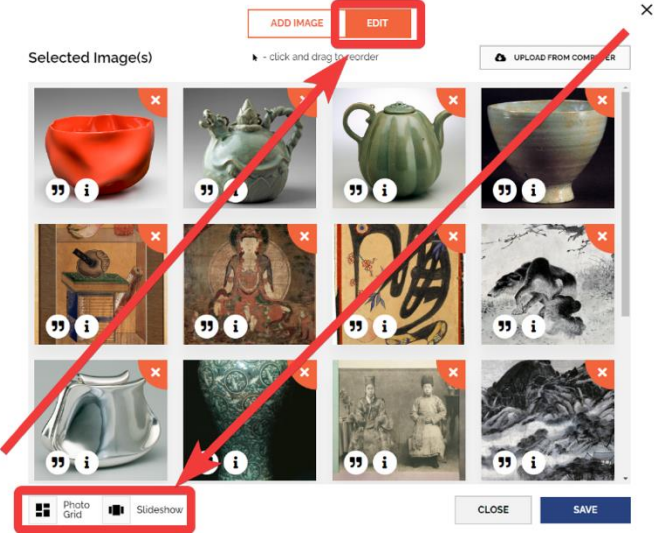 ADD IMAGE EDIT
Selected Image(s) - click and drag to reorder UPLOAD FROM COMPUTER
Photo
Grid Slideshow CLOSE SAVE